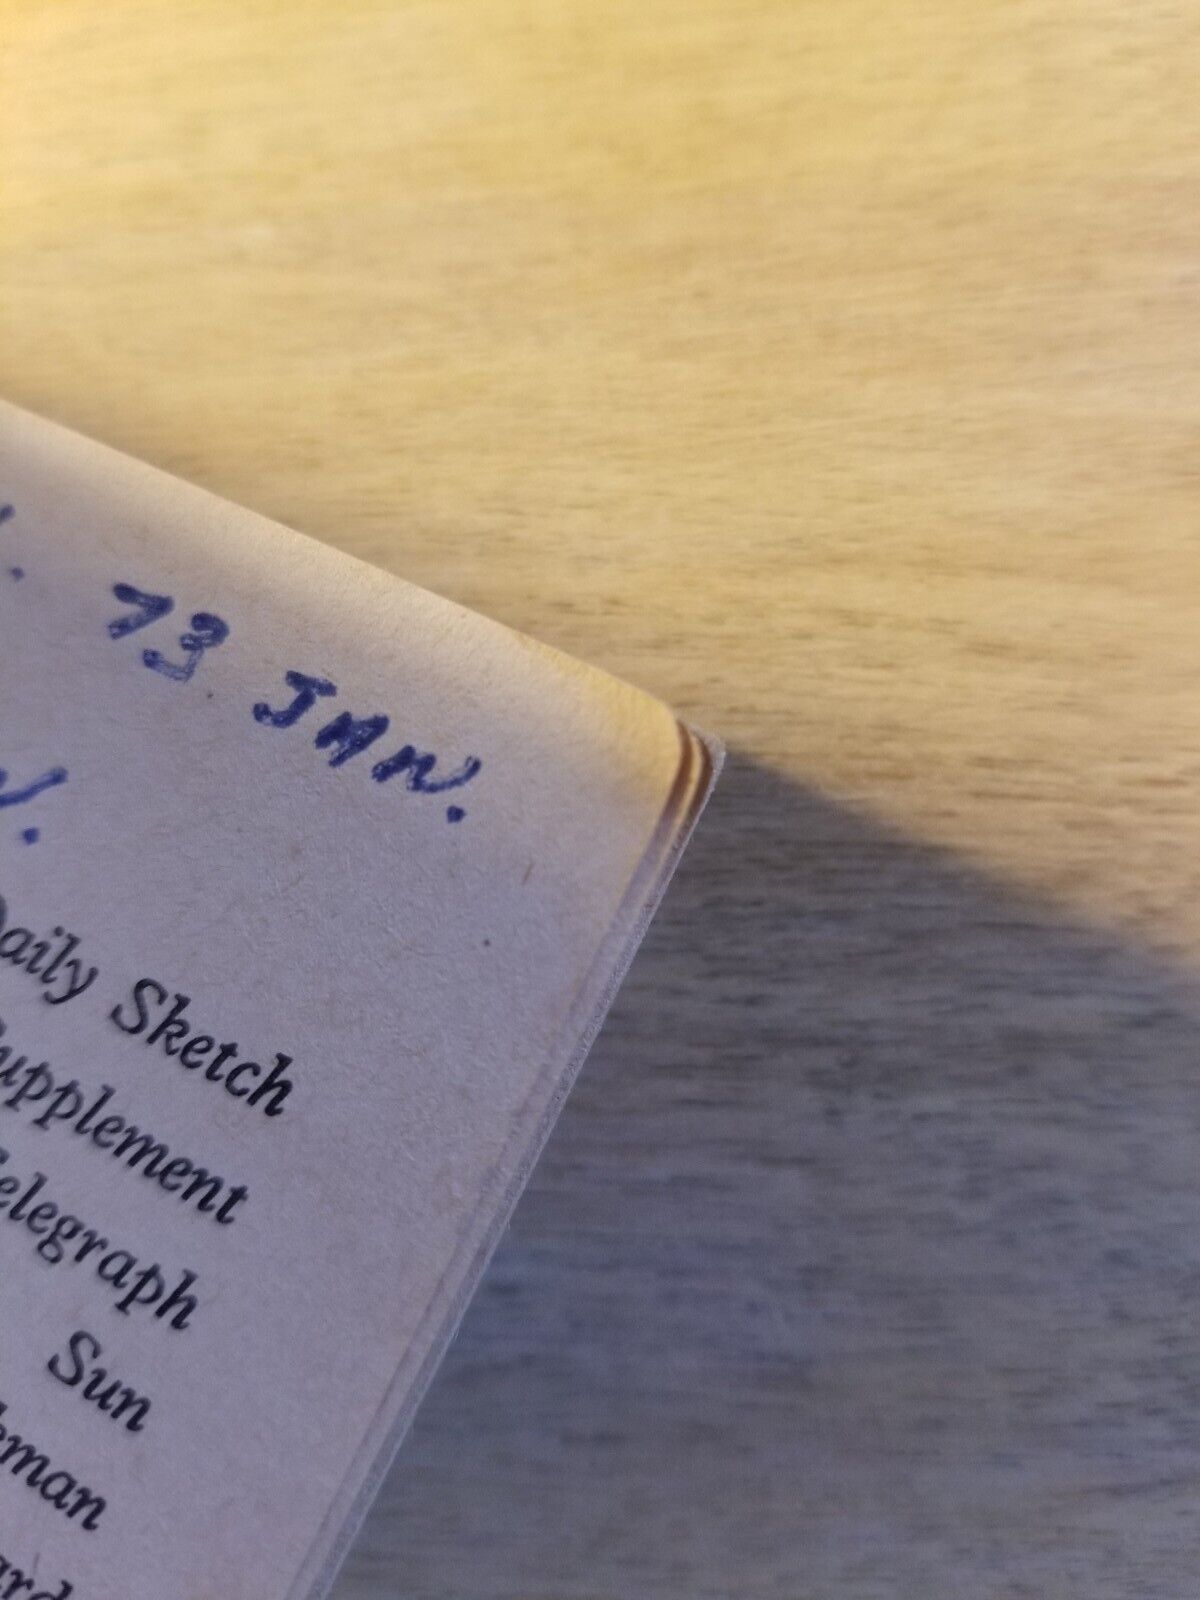 73 JAN.
Daily Sketch
Supplement
Telegraph
Sun